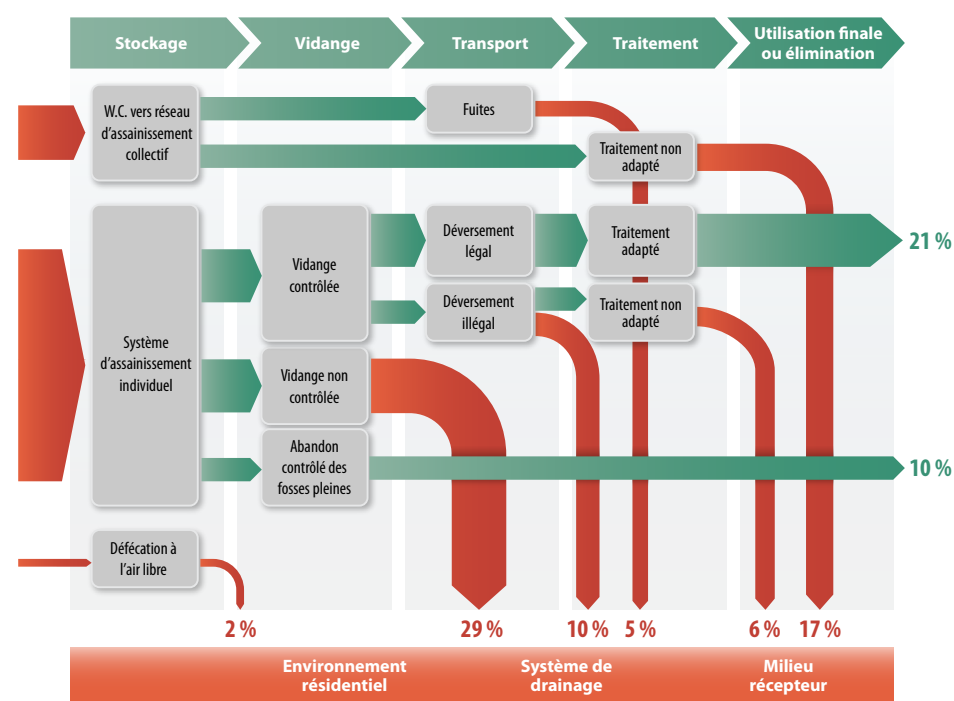 Stockage
Vidange
Transport
Traitement
Utilisation finale
ou élimination
W.C. vers réseau
d'assainissement
collectif
Fuites
Traitement non
adapté
Système
d'assainissement
individuel
Vidange
contrôlée
Déversement
légal
Traitement
adapté
21 %
Déversement
illégal
Traitement non
adapté
Vidange non
contrôlée
Abandon
contrôlé des
fosses pleines
10 %
Défécation à
l'air libre
2 %
29 %
10 %
5 %
6 %
17 %
Environnement
résidentiel
Système de
drainage
Milieu
récepteur